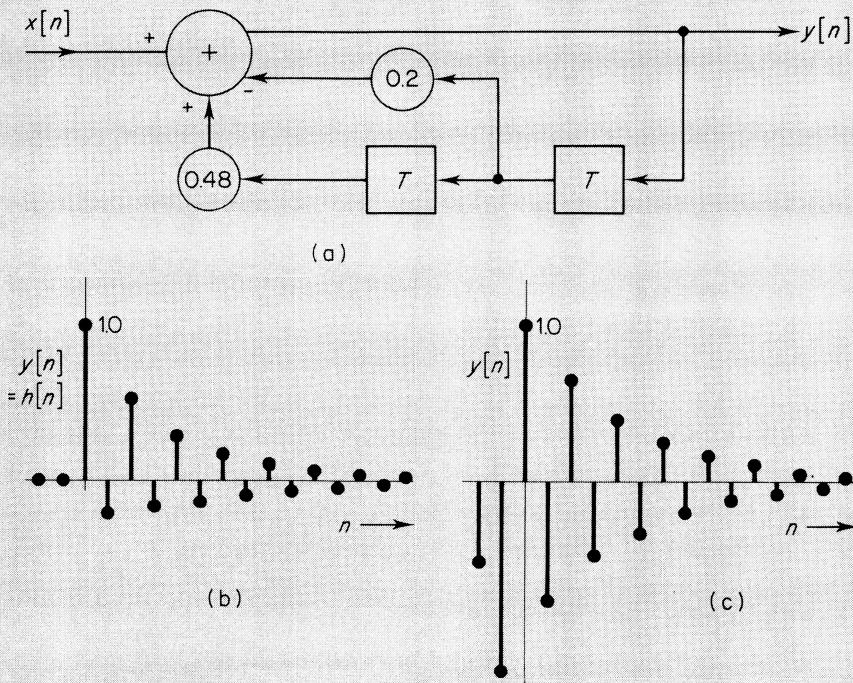 x[n]
+
+
y[n]
−
0.2
+
0.48
T
T
(a)
1.0
y[n]
= h[n]
n
(b)
1.0
y[n]
n
(c)